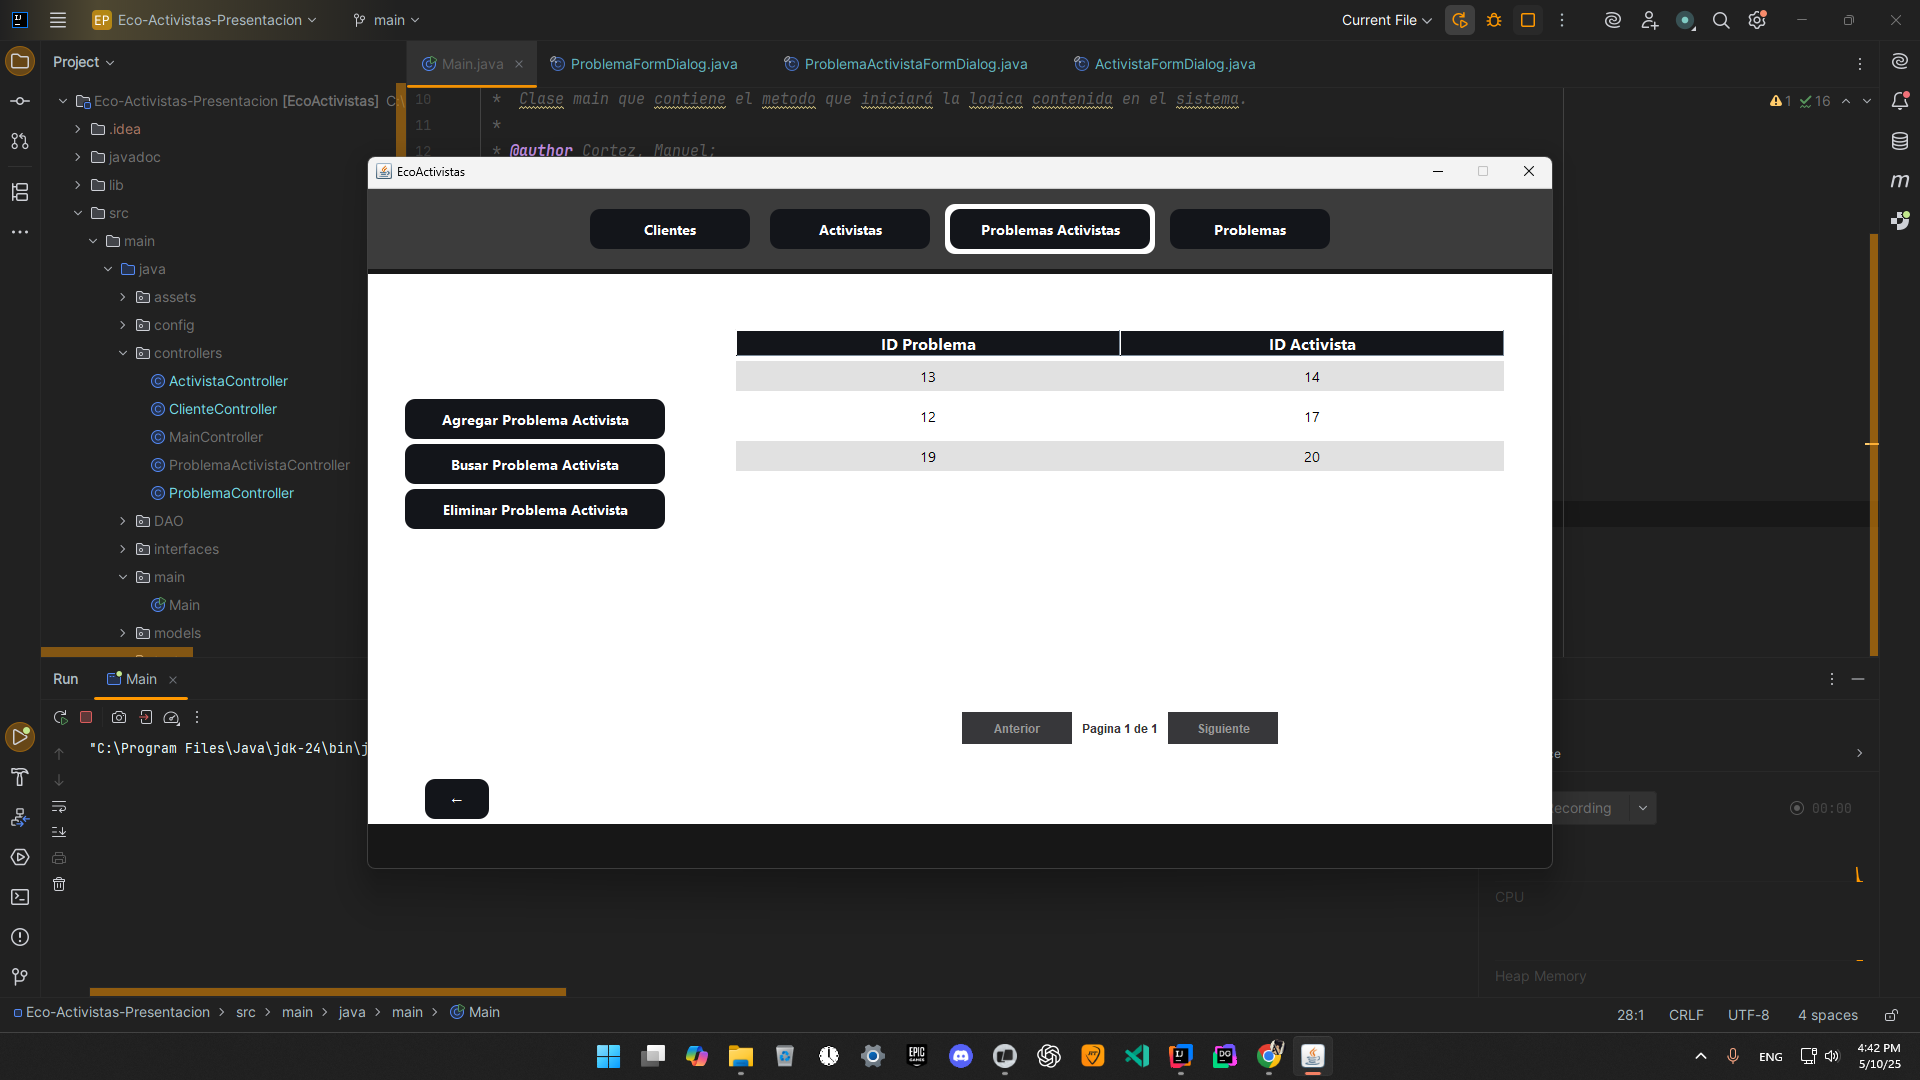 EP Eco-Activistas-Presentacion
main
Current File
Project
Main.java
ProblemaFormDialog.java
ProblemaActivistaFormDialog.java
ActivistaFormDialog.java
Eco-Activistas-Presentacion [EcoActivistas] C:\
.idea
javadoc
lib
src
main
java
assets
config
controllers
ActivistaController
ClienteController
MainController
ProblemaActivistaController
ProblemaController
DAO
interfaces
main
Main
models
10 * Clase main que contiene el metodo que iniciará la logica contenida en el sistema.
11 *
12 * @author Cortez, Manuel;
1 16
EcoActivistas
Clientes
Activistas
Problemas Activistas
Problemas
Agregar Problema Activista
Busar Problema Activista
Eliminar Problema Activista
ID Problema ID Activista
13 14
12 17
19 20
Anterior Pagina 1 de 1 Siguiente
←
Run
Main
"C:\Program Files\Java\jdk-24\bin\j
ce
ecording
00:00
CPU
Heap Memory
Eco-Activistas-Presentacion > src > main > java > main > Main
28:1 CRLF UTF-8 4 spaces
ENG
4:42 PM
5/10/25